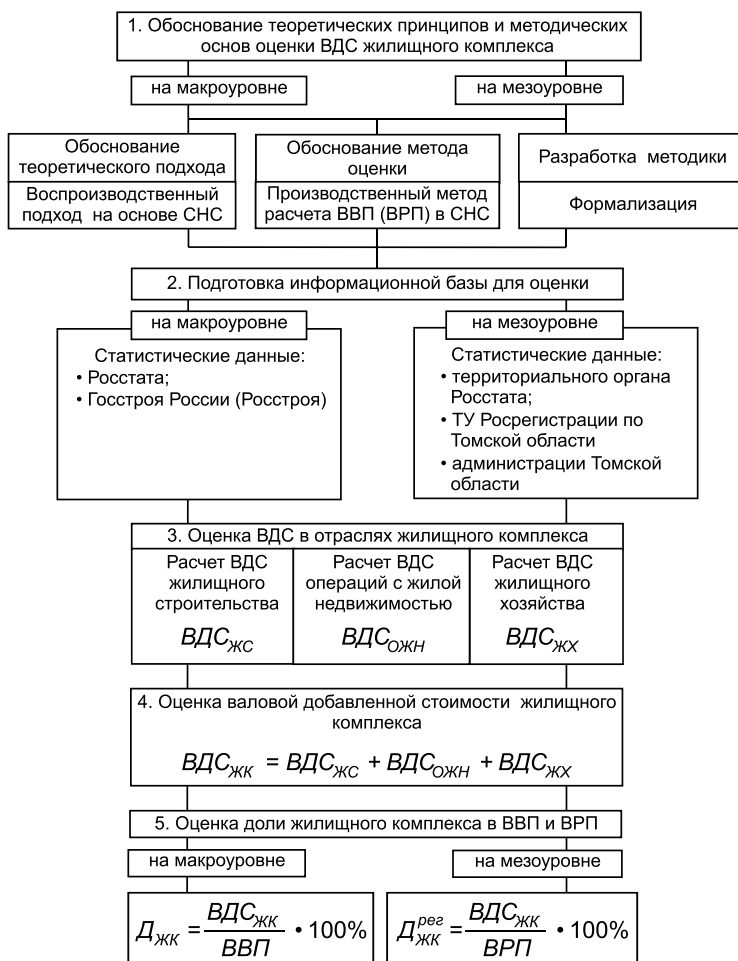 1. Обоснование теоретических принципов и методических
основ оценки ВДС жилищного комплекса
на макроуровне
на мезоуровне
Обоснование
теоретического подхода
Воспроизводственный
подход на основе СНС
Обоснование метода
оценки
Производственный метод
расчета ВВП (ВРП) в СНС
Разработка методики
Формализация
2. Подготовка информационной базы для оценки
на макроуровне
Статистические данные:
• Росстата;
• Госстроя России (Росстроя)
на мезоуровне
Статистические данные:
• территориального органа
Росстата;
• ТУ Росрегистрации по
Томской области
• администрации Томской
области
3. Оценка ВДС в отраслях жилищного комплекса
Расчет ВДС
жилищного
строительства
ВДС_ЖС
Расчет ВДС
операций с жилой
недвижимостью
ВДС_ОЖН
Расчет ВДС
жилищного
хозяйства
ВДС_ЖХ
4. Оценка валовой добавленной стоимости жилищного
комплекса
ВДС_ЖК = ВДС_ЖС + ВДС_ОЖН + ВДС_ЖХ
5. Оценка доли жилищного комплекса в ВВП и ВРП
на макроуровне
на мезоуровне
Д_ЖК = ВДС_ЖК / ВВП • 100%
Д_ЖК^рег = ВДС_ЖК / ВРП • 100%